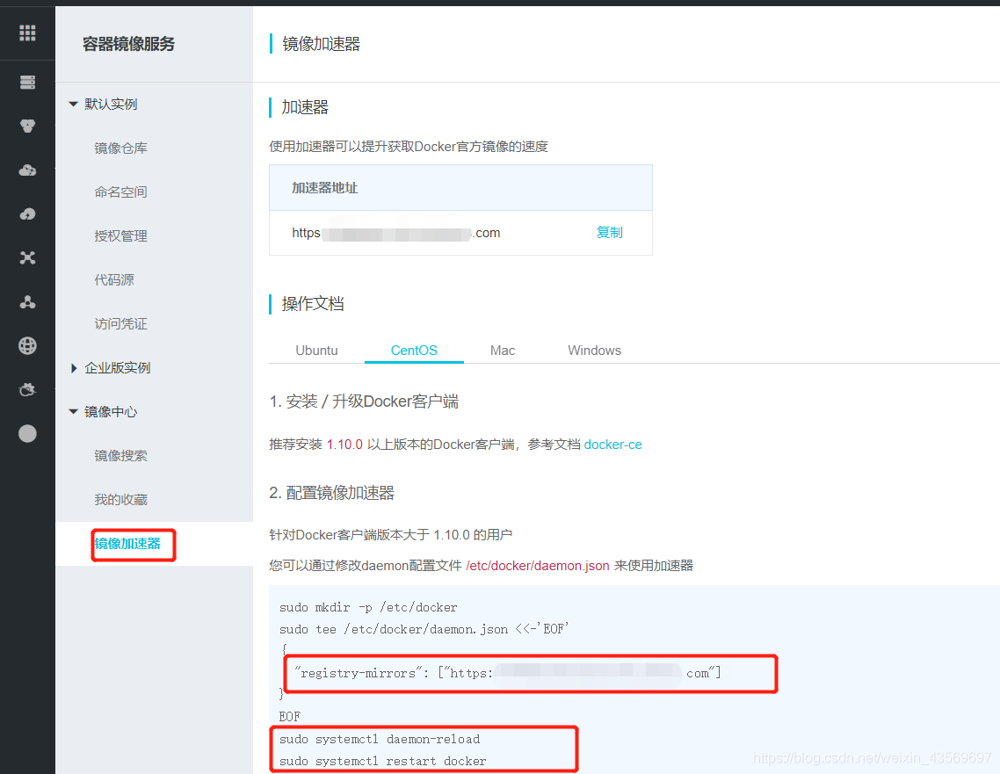 容器镜像服务
默认实例
镜像仓库
命名空间
授权管理
代码源
访问凭证
企业版实例
镜像中心
镜像搜索
我的收藏
镜像加速器
镜像加速器
加速器
使用加速器可以提升获取Docker官方镜像的速度
加速器地址
https .com 复制
操作文档
Ubuntu CentOS Mac Windows
1. 安装 / 升级Docker客户端
推荐安装 1.10.0 以上版本的Docker客户端，参考文档 docker-ce
2. 配置镜像加速器
针对Docker客户端版本大于 1.10.0 的用户
您可以通过修改daemon配置文件 /etc/docker/daemon.json 来使用加速器
sudo mkdir -p /etc/docker
sudo tee /etc/docker/daemon.json <<-'EOF'
{
"registry-mirrors": ["https: com"]
}
EOF
sudo systemctl daemon-reload
sudo systemctl restart docker
https://blog.csdn.net/weixin_43569697